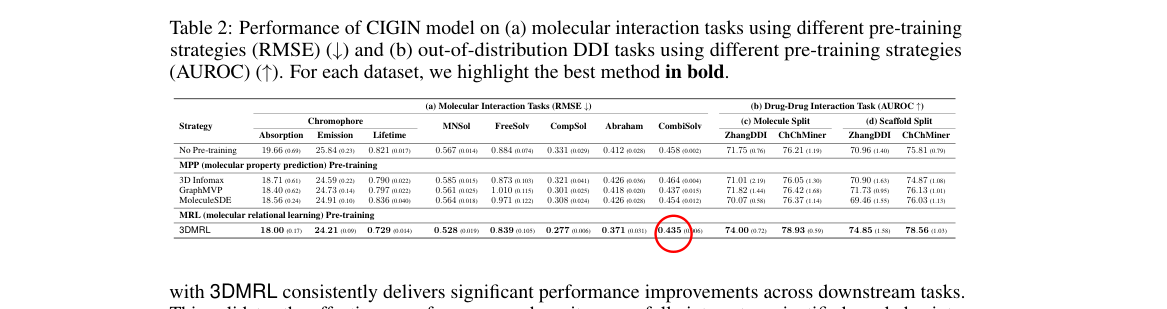 Table 2: Performance of CIGIN model on (a) molecular interaction tasks using different pre-training
strategies (RMSE) (↓) and (b) out-of-distribution DDI tasks using different pre-training strategies
(AUROC) (↑). For each dataset, we highlight the best method in bold.
(a) Molecular Interaction Tasks (RMSE ↓) (b) Drug-Drug Interaction Task (AUROC ↑)
Strategy Chromophore MNSol FreeSolv CompSol Abraham CombiSolv (c) Molecule Split (d) Scaffold Split
Absorption Emission Lifetime ZhangDDI ChChMiner ZhangDDI ChChMiner
No Pre-training 19.66 (0.69) 25.84 (0.23) 0.821 (0.017) 0.567 (0.014) 0.884 (0.074) 0.331 (0.029) 0.412 (0.028) 0.458 (0.002) 71.75 (0.76) 76.21 (1.19) 70.96 (1.40) 75.81 (0.79)
MPP (molecular property prediction) Pre-training
3D Infomax 18.71 (0.61) 24.59 (0.22) 0.790 (0.022) 0.585 (0.015) 0.873 (0.103) 0.321 (0.041) 0.426 (0.036) 0.464 (0.004) 71.01 (2.19) 76.05 (1.30) 70.90 (1.63) 74.87 (1.08)
GraphMVP 18.40 (0.62) 24.73 (0.14) 0.797 (0.022) 0.561 (0.025) 1.010 (0.115) 0.301 (0.025) 0.418 (0.020) 0.437 (0.015) 71.82 (1.44) 76.42 (1.68) 71.73 (0.95) 76.13 (1.01)
MoleculeSDE 18.56 (0.24) 24.91 (0.10) 0.836 (0.040) 0.564 (0.018) 0.971 (0.122) 0.308 (0.024) 0.426 (0.028) 0.454 (0.012) 70.07 (0.58) 76.37 (1.14) 69.46 (1.55) 76.03 (1.13)
MRL (molecular relational learning) Pre-training
3DMRL 18.00 (0.17) 24.21 (0.09) 0.729 (0.014) 0.528 (0.019) 0.839 (0.105) 0.277 (0.006) 0.371 (0.031) 0.435 74.00 (0.72) 78.93 (0.59) 74.85 (1.58) 78.56 (1.03)
with 3DMRL consistently delivers significant performance improvements across downstream tasks.